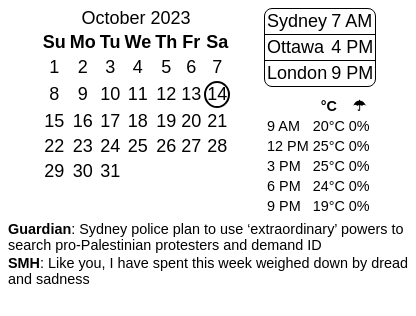 October 2023
Su Mo Tu We Th Fr Sa
1 2 3 4 5 6 7
8 9 10 11 12 13 14
15 16 17 18 19 20 21
22 23 24 25 26 27 28
29 30 31
Sydney 7 AM
Ottawa 4 PM
London 9 PM
°C ☂
9 AM 20°C 0%
12 PM 25°C 0%
3 PM 25°C 0%
6 PM 24°C 0%
9 PM 19°C 0%
Guardian: Sydney police plan to use ‘extraordinary’ powers to
search pro-Palestinian protesters and demand ID
SMH: Like you, I have spent this week weighed down by dread
and sadness